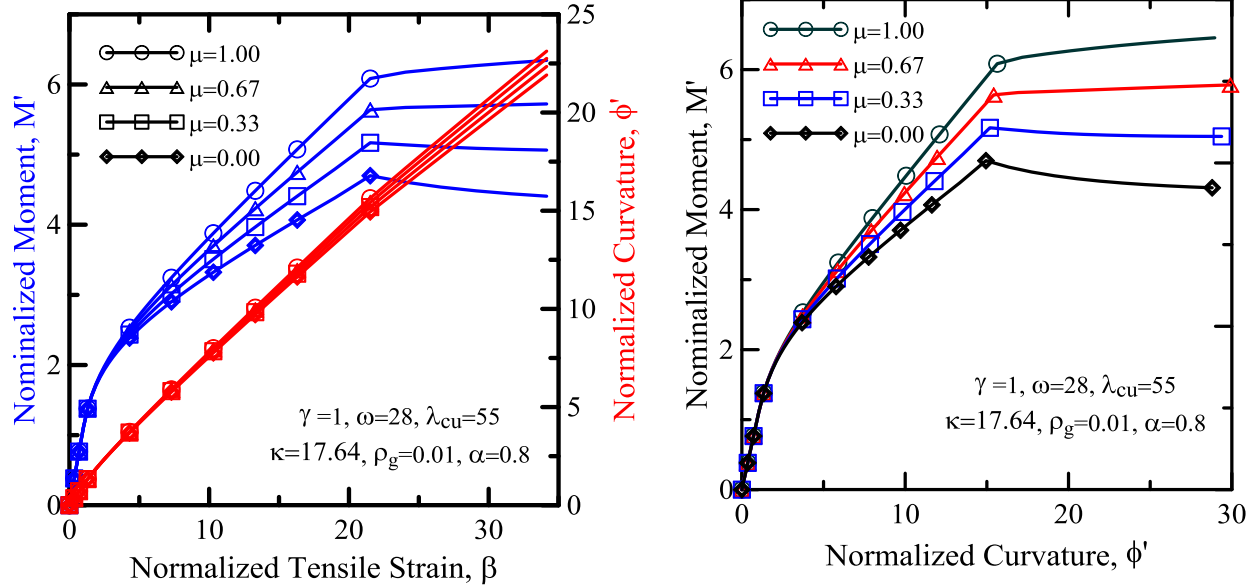 25
μ=1.00
μ=0.67
μ=0.33
μ=0.00
6
20
15
4
10
2
5
0
0
γ =1, ω=28, λcu=55
κ=17.64, ρg=0.01, α=0.8
Nominalized Moment, M'
Normalized Curvature, ϕ'
0
10
20
30
Normalized Tensile Strain, β
μ=1.00
μ=0.67
μ=0.33
μ=0.00
6
4
2
0
γ =1, ω=28, λcu=55
κ=17.64, ρg=0.01, α=0.8
Nominalized Moment, M'
0
10
20
30
Normalized Curvature, ϕ'